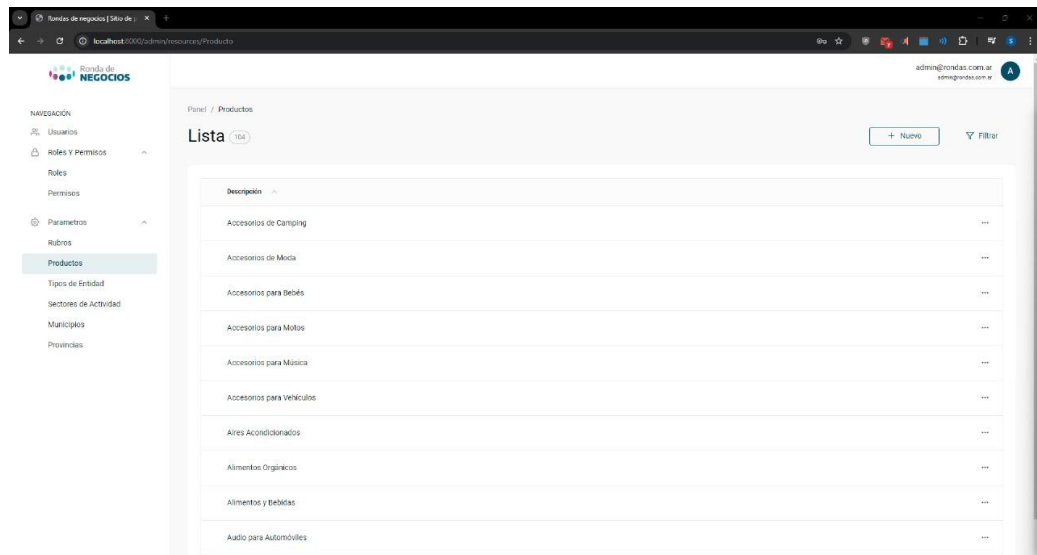 Rondas de negocios | Sitio de p
localhost:8000/admin/resources/Producto
Ronda de
NEGOCIOS
admin@rondas.com.ar
admin@rondas.com.ar
A
S
NAVEGACIÓN
Usuarios
Roles Y Permisos
Roles
Permisos
Parametros
Rubros
Productos
Tipos de Entidad
Sectores de Actividad
Municipios
Provincias
Panel / Productos
Lista 104
+ Nuevo
Filtrar
Descripción
Accesorios de Camping
Accesorios de Moda
Accesorios para Bebés
Accesorios para Motos
Accesorios para Música
Accesorios para Vehículos
Aires Acondicionados
Alimentos Orgánicos
Alimentos y Bebidas
Audio para Automóviles